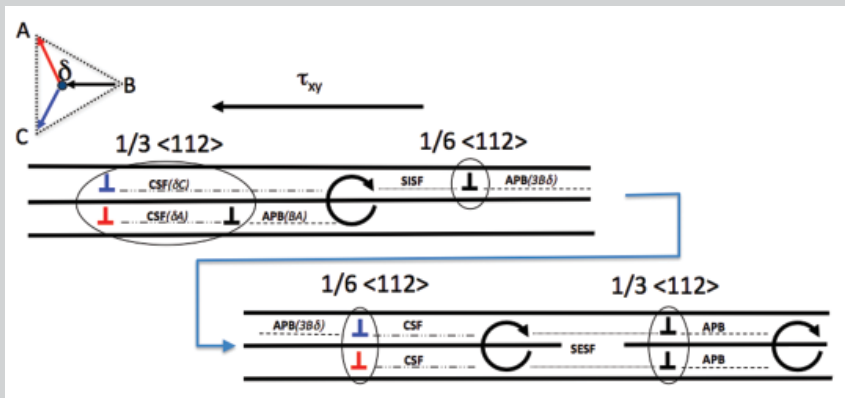 A
δ
B
C
τxy
1/3 <112>
1/6 <112>
CSF(δC)
SISF
APB(3Bδ)
CSF(δA)
APB(BA)
1/6 <112>
1/3 <112>
APB(3Bδ)
CSF
APB
SESF
CSF
APB